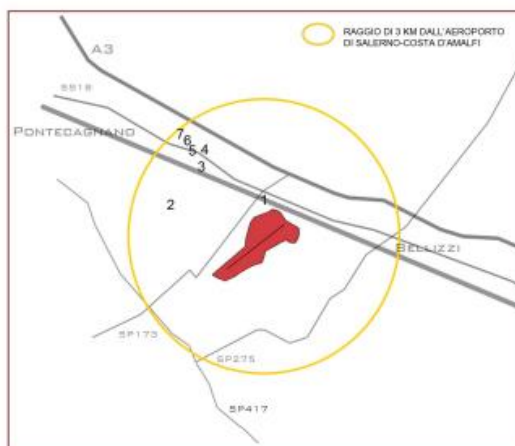 RAGGIO DI 3 KM DALL'AEROPORTO
DI SALERNO-COSTA D'AMALFI
A3
SS18
PONTECAGNANO
7
6
5 4
3
1
2
BELLIZZI
SP173
SP275
SP417